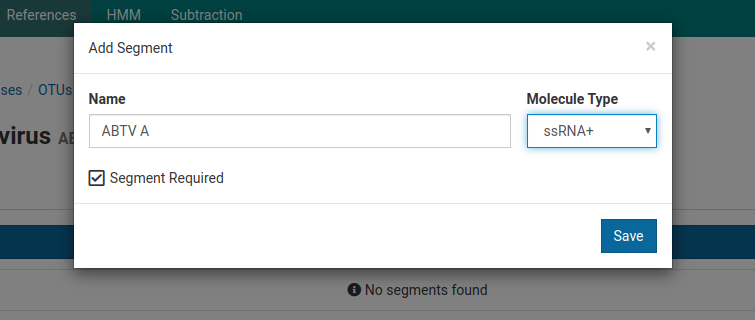 References HMM Subtraction
Add Segment ×
ses / OTUs
Name Molecule Type
virus
ABTV A ssRNA+
Segment Required
Save
No segments found